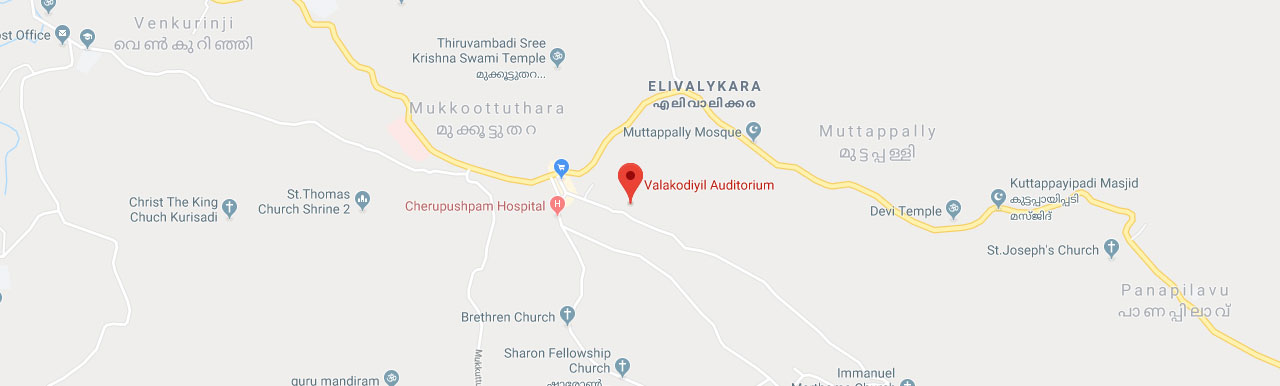 Venkurinji
വെൺകുറിഞ്ഞി
Post Office
Thiruvambadi Sree
Krishna Swami Temple
മുക്കൂട്ടുതറ...
ELIVALYKARA
എലിവാലിക്കര
Mukkoottuthara
മുക്കൂട്ടുതറ
Muttappally Mosque
Muttappally
മുട്ടപ്പള്ളി
Valakodiyil Auditorium
Kuttappayipadi Masjid
കുട്ടപ്പായിപ്പടി
മസ്ജിദ്
St.Thomas
Church Shrine 2
Christ The King
Chuch Kurisadi
Cherupushpam Hospital
H
Devi Temple
St.Joseph's Church
Panapilavu
പാണപ്പിലാവ്
Brethren Church
Sharon Fellowship
Church
ഷാരോൺ
guru mandiram
Immanuel
Marthoma Church